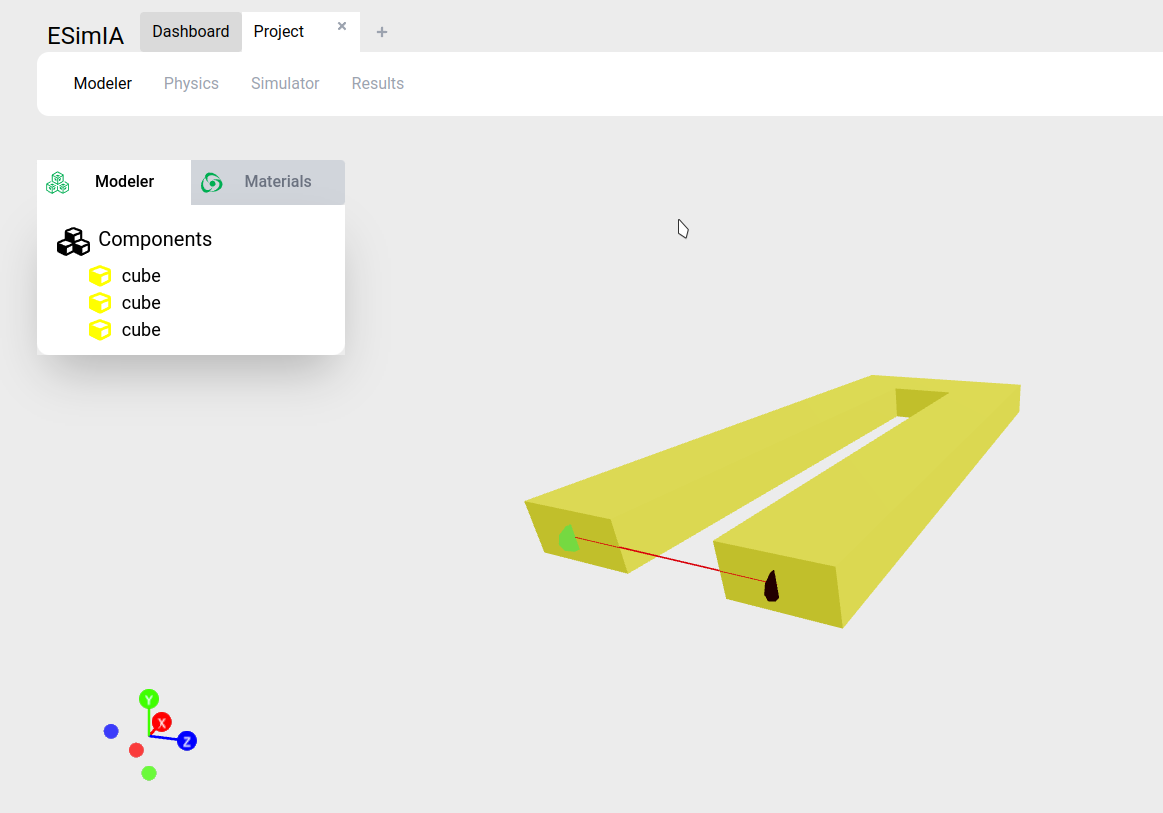 ESimIA Dashboard Project × +
Modeler Physics Simulator Results
Modeler Materials
Components
cube
cube
cube
Y
X
Z